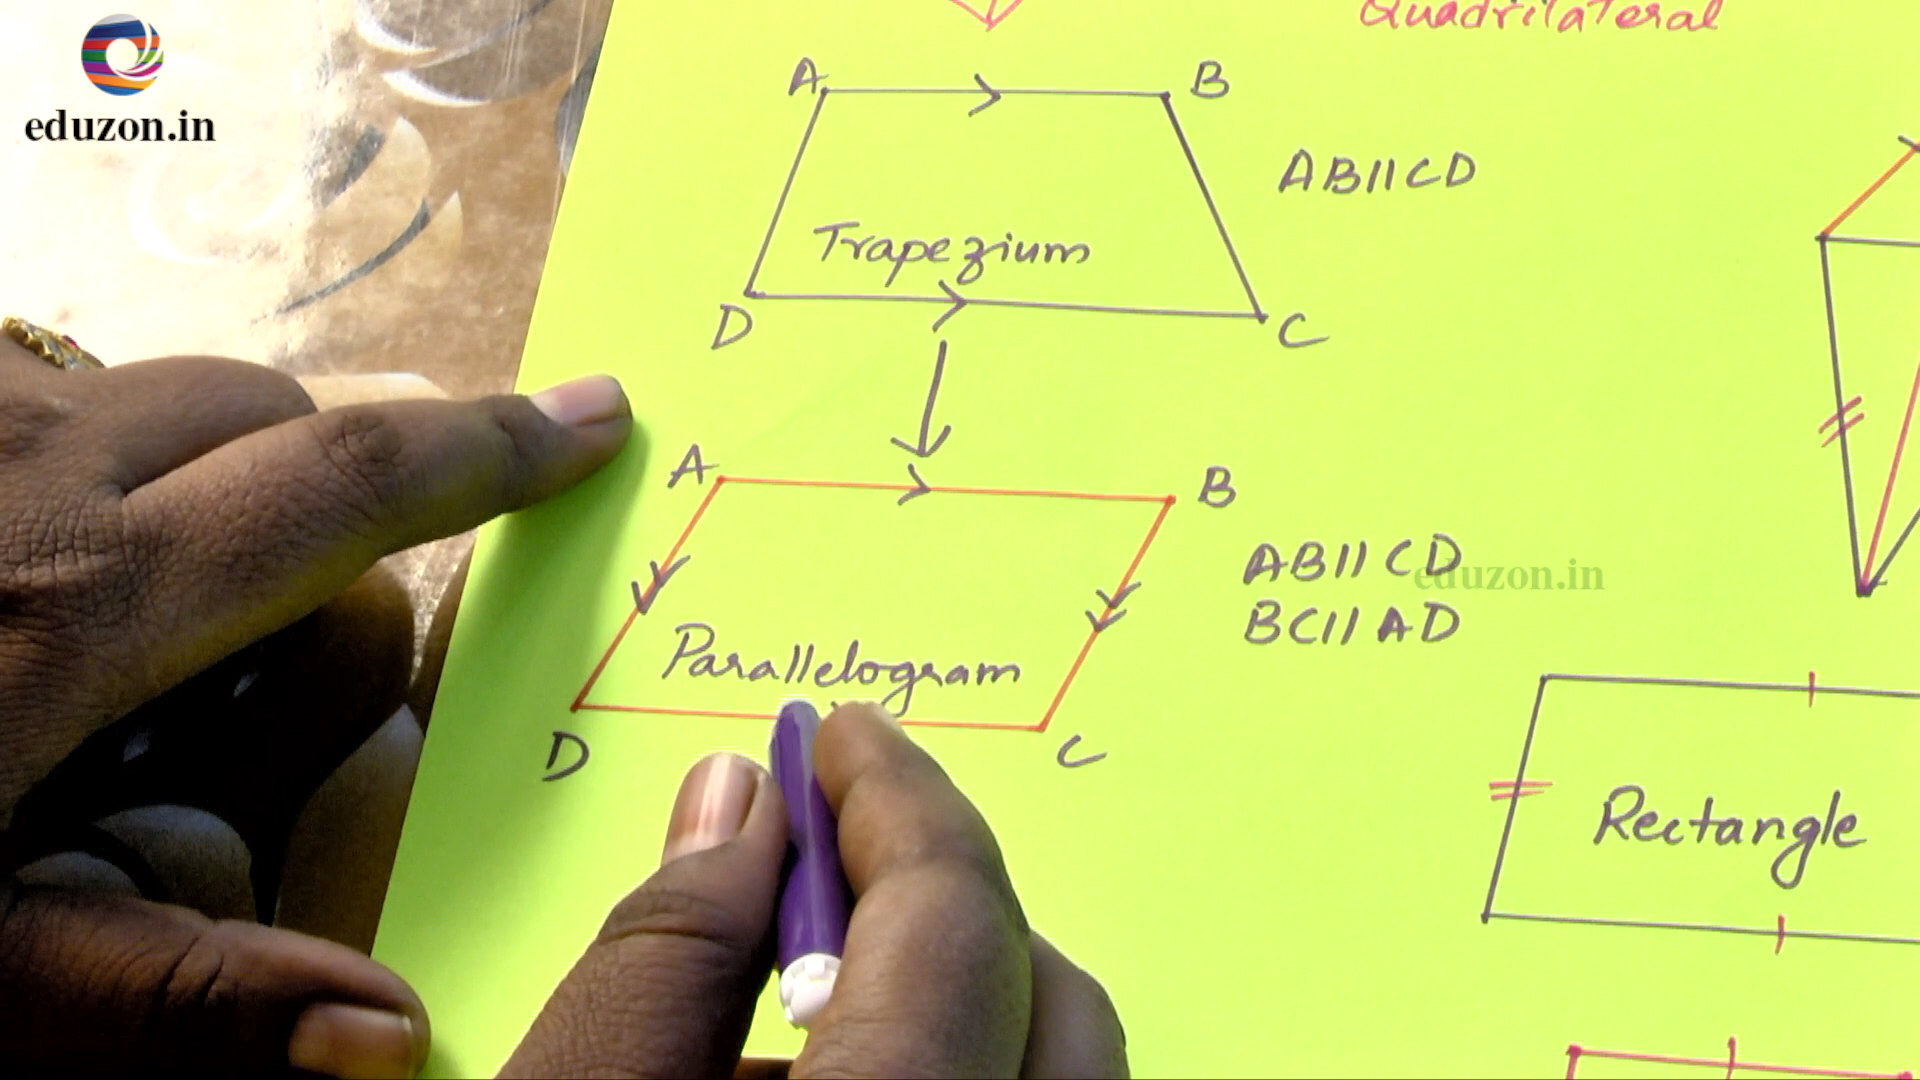 eduzon.in
Quadrilateral
A
B
AB||CD
Trapezium
D
C
A
B
AB||CD
eduzon.in
BC||AD
Parallelogram
D
C
Rectangle